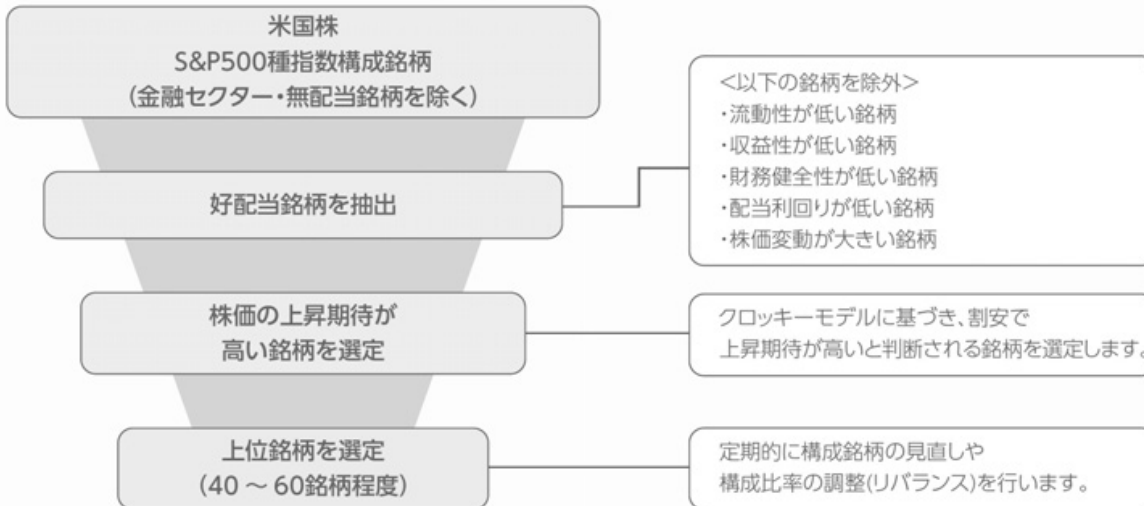 米国株
S&P500種指数構成銘柄
(金融セクター・無配当銘柄を除く)
好配当銘柄を抽出
<以下の銘柄を除外>
・流動性が低い銘柄
・収益性が低い銘柄
・財務健全性が低い銘柄
・配当利回りが低い銘柄
・株価変動が大きい銘柄
株価の上昇期待が
高い銘柄を選定
クロッキーモデルに基づき、割安で
上昇期待が高いと判断される銘柄を選定します。
上位銘柄を選定
(40 ～ 60銘柄程度)
定期的に構成銘柄の見直しや
構成比率の調整(リバランス)を行います。